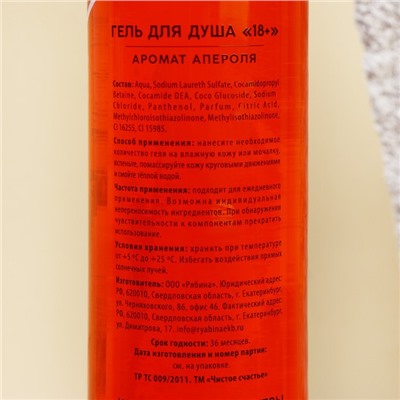 ГЕЛЬ ДЛЯ ДУША «18+»
АРОМАТ АПЕРОЛЯ
Состав: Aqua, Sodium Laureth Sulfate, Cocamidopropyl
Betaine, Cocamide DEA, Coco Glucoside, Sodium
Chloride, Panthenol, Parfum, Citric Acid,
Methylchloroisothiazolinone, Methylisothiazolinone,
CI 16255, CI 15985.
Способ применения: нанесите необходимое
количество геля на влажную кожу или мочалку,
вспеньте, помассируйте кожу круговыми движениями
и смойте тёплой водой.
Частота применения: подходит для ежедневного
применения. Возможна индивидуальная
непереносимость ингредиентов. При обнаружении
чувствительности к компонентам прекратить
использование.
Условия хранения: хранить при температуре
от +5 °С до +25 °С. Избегать воздействия прямых
солнечных лучей.
Изготовитель: ООО «Рябина». Юридический адрес:
РФ, 620010, Свердловская область, г. Екатеринбург,
ул. Черняховского, 86, офис 46. Фактический адрес:
РФ, 620010, Свердловская область, г. Екатеринбург,
ул. Димитрова, 17. info@ryabinaekb.ru
Срок годности: 36 месяцев.
Дата изготовления и номер партии:
см. на упаковке.
ТР ТС 009/2011. ТМ «Чистое счастье»